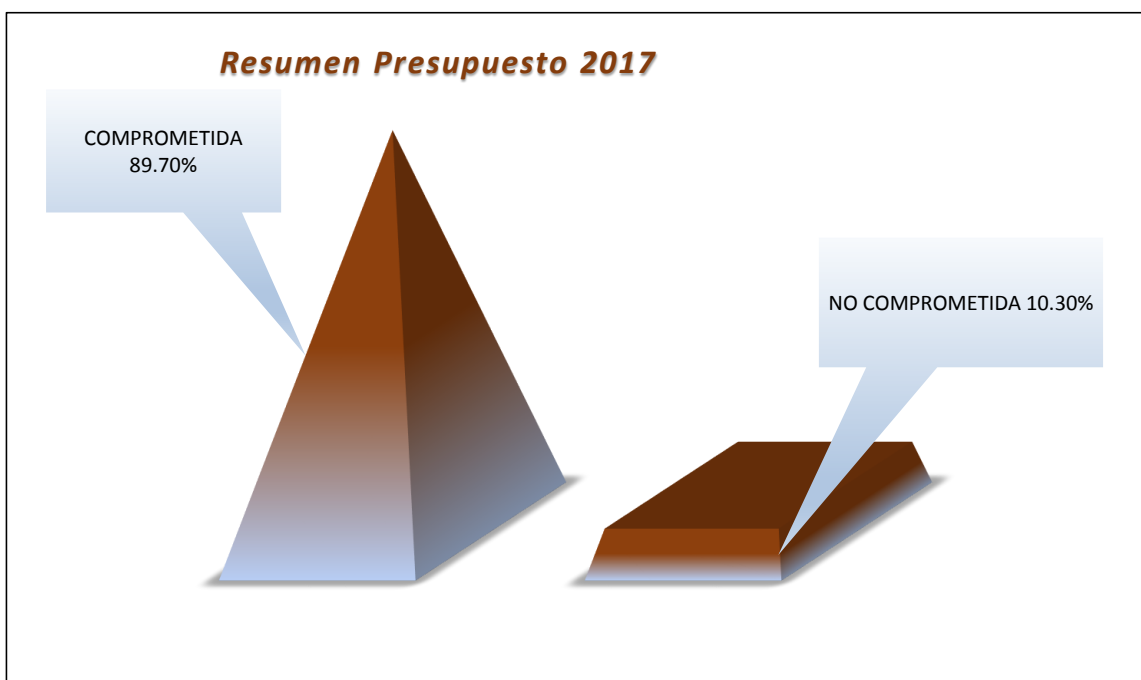 Resumen Presupuesto 2017
COMPROMETIDA
89.70%
NO COMPROMETIDA 10.30%